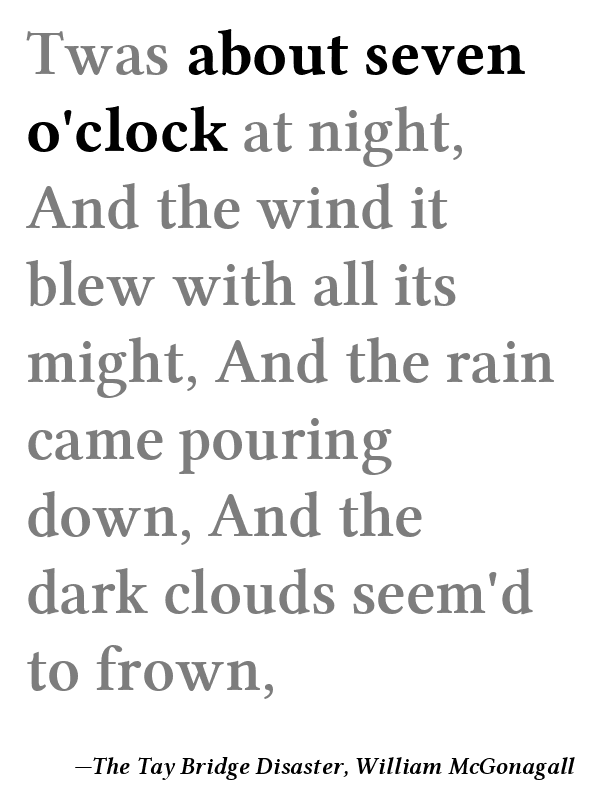 Twas about seven
o'clock at night,
And the wind it
blew with all its
might, And the rain
came pouring
down, And the
dark clouds seem'd
to frown,
—The Tay Bridge Disaster, William McGonagall